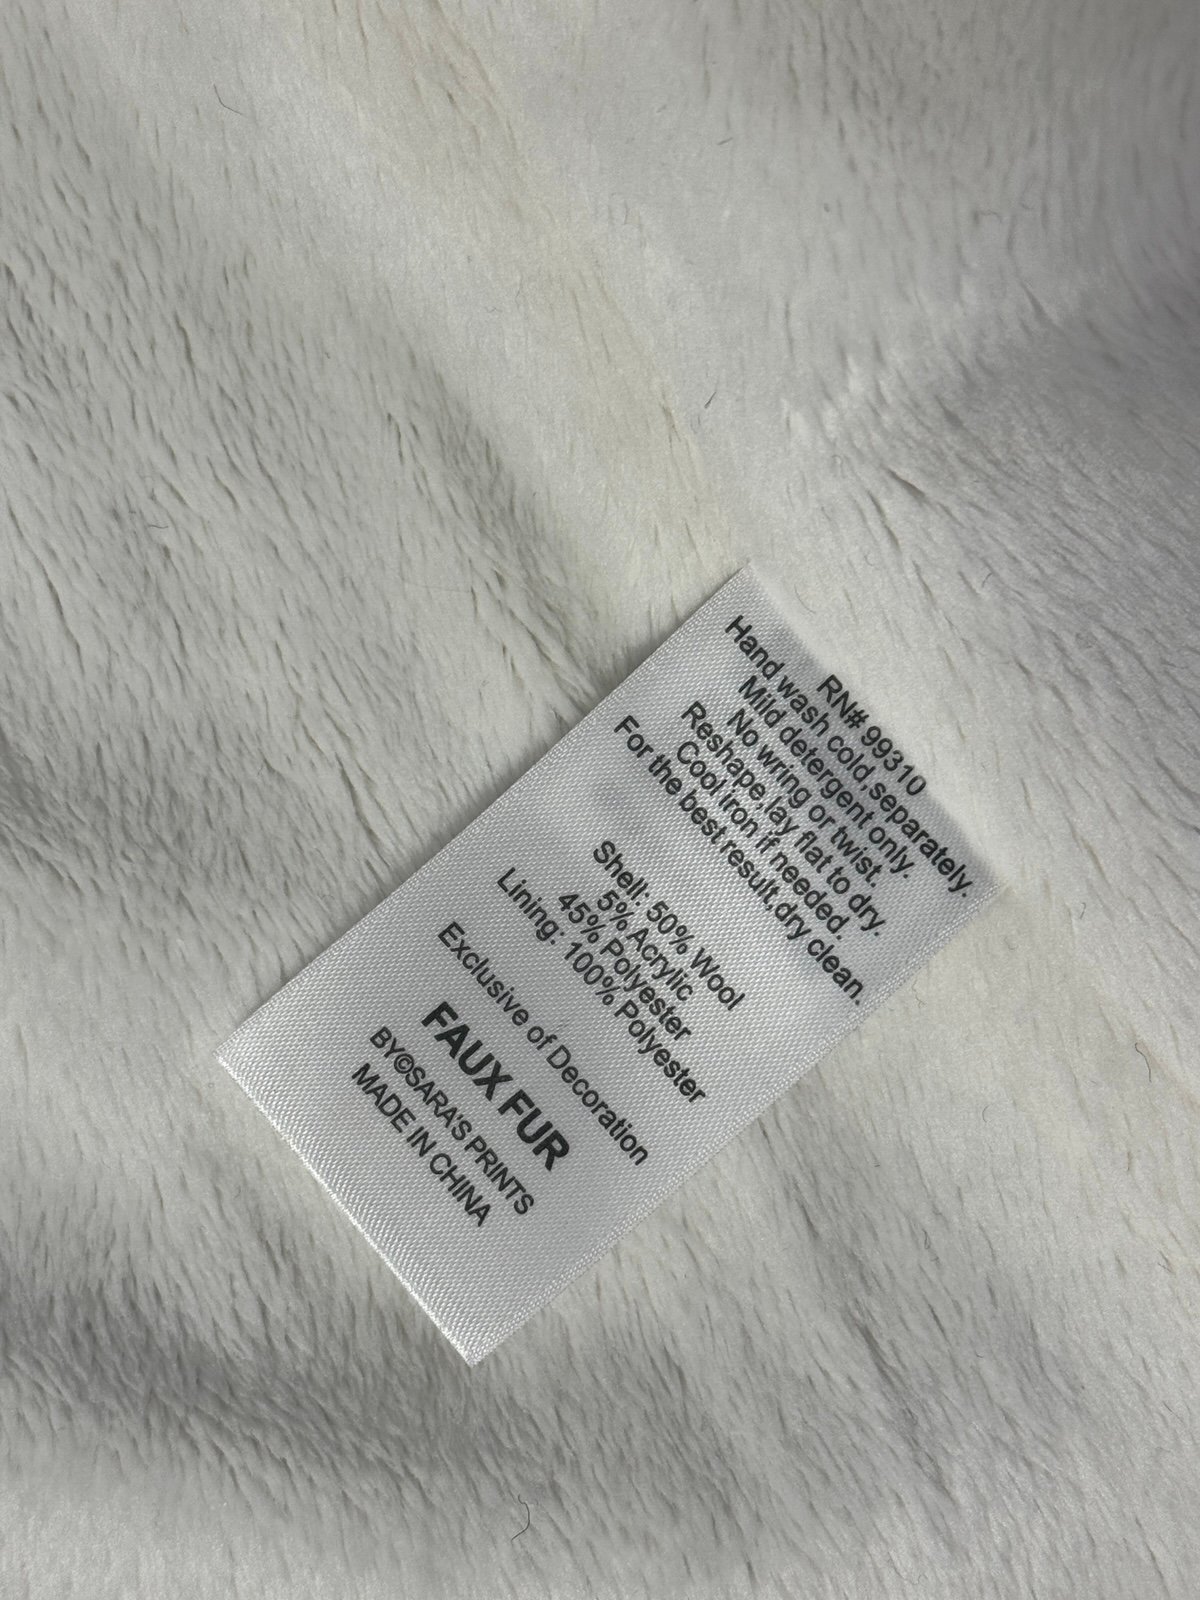 RN# 99310
Hand wash cold,separately.
Mild detergent only.
No wring or twist.
Reshape,lay flat to dry.
Cool iron if needed.
For the best result,dry clean.
Shell: 50% Wool
5% Acrylic
45% Polyester
Lining: 100% Polyester
Exclusive of Decoration
FAUX FUR
BY©SARA'S PRINTS
MADE IN CHINA